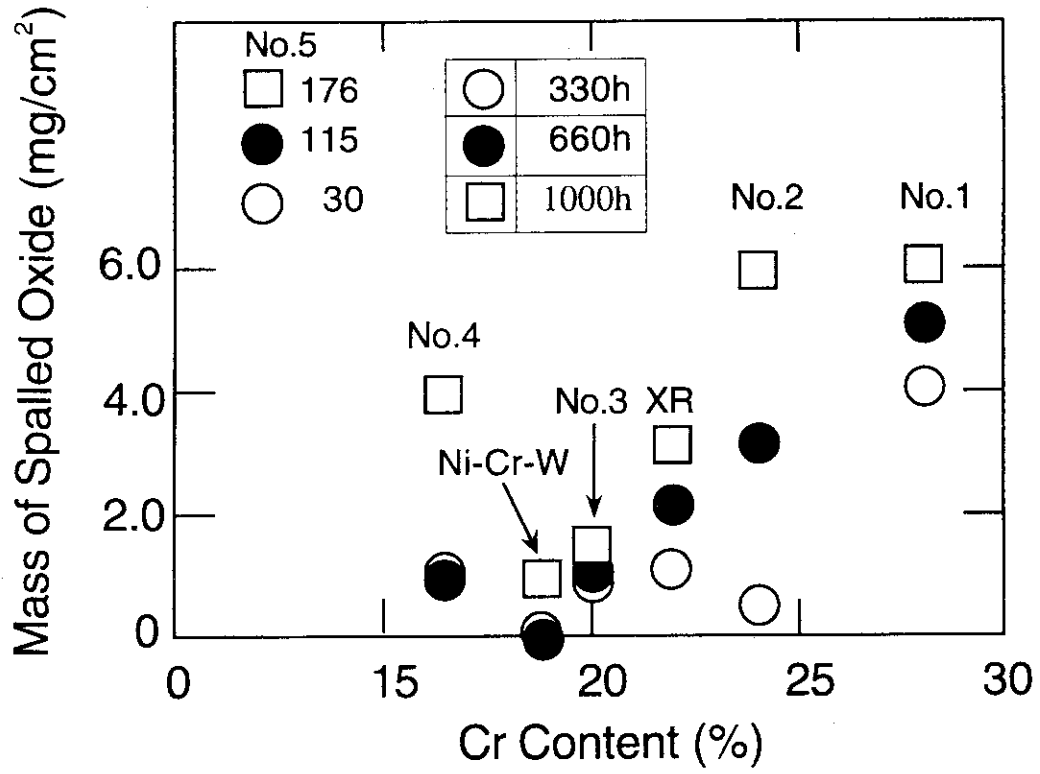 Mass of Spalled Oxide (mg/cm²)
No.5
176
115
30
330h
660h
1000h
No.2
No.1
6.0
No.4
4.0
No.3 XR
Ni-Cr-W
2.0
0
0 15 20 25 30
Cr Content (%)